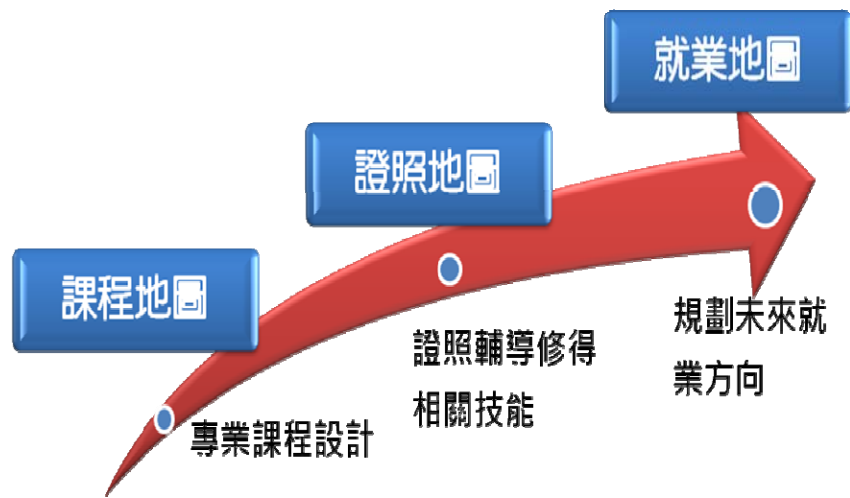 就業地圖
證照地圖
課程地圖
規劃未來就
業方向
證照輔導修得
相關技能
專業課程設計